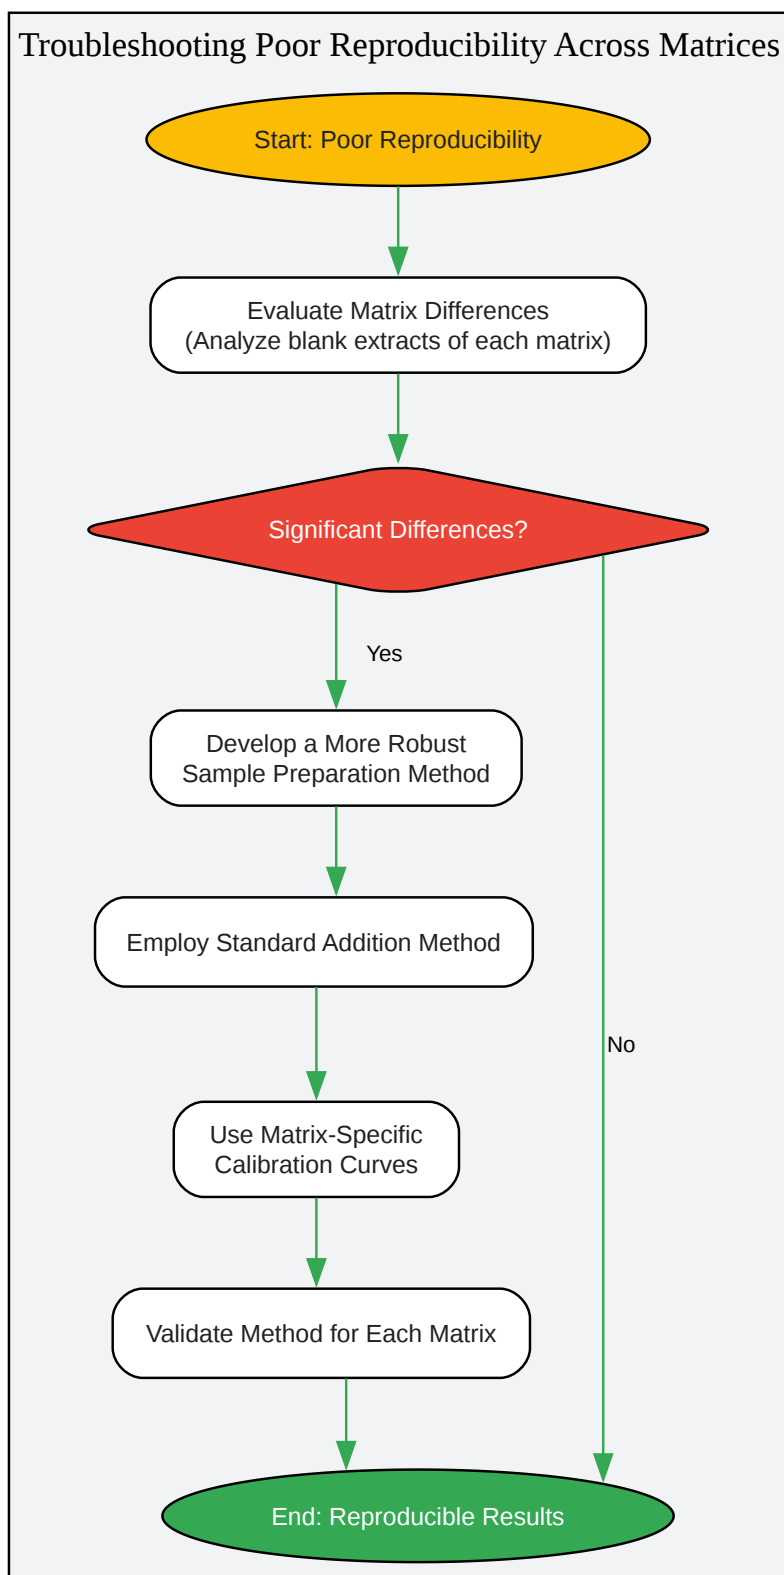 Troubleshooting Poor Reproducibility Across Matrices
Start: Poor Reproducibility
Evaluate Matrix Differences
(Analyze blank extracts of each matrix)
Significant Differences?
Yes
Develop a More Robust
Sample Preparation Method
Employ Standard Addition Method
No
Use Matrix-Specific
Calibration Curves
Validate Method for Each Matrix
End: Reproducible Results